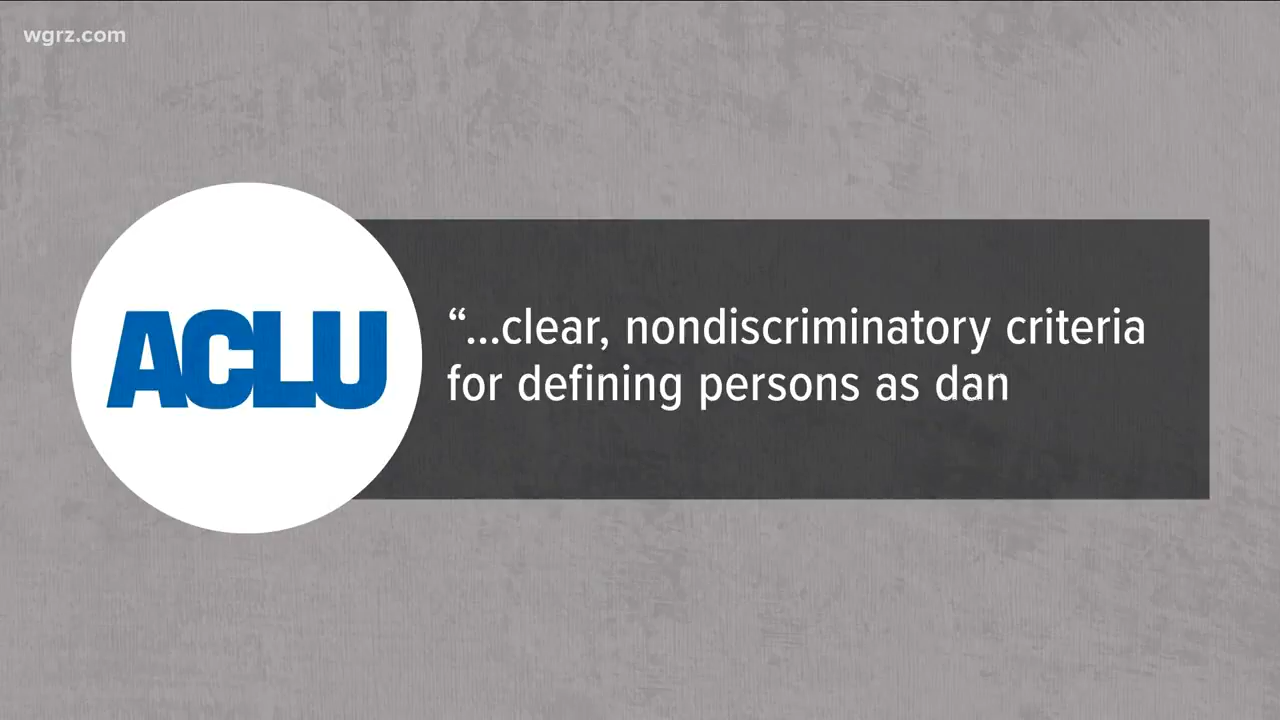 wgrz.com
ACLU
“...clear, nondiscriminatory criteria
for defining persons as dan